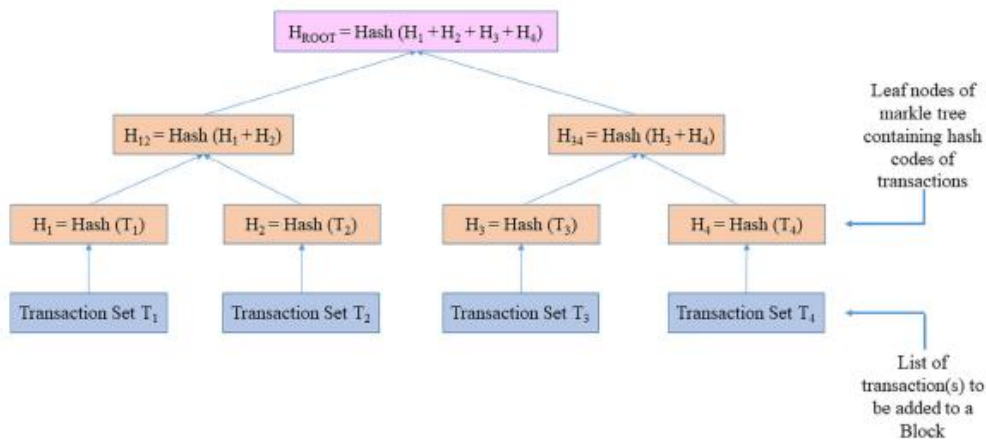 H_ROOT = Hash (H₁ + H₂ + H₃ + H₄)
H₁₂ = Hash (H₁ + H₂)
H₃₄ = Hash (H₃ + H₄)
Leaf nodes of
markle tree
containing hash
codes of
transactions
H₁ = Hash (T₁)
H₂ = Hash (T₂)
H₃ = Hash (T₃)
H₄ = Hash (T₄)
Transaction Set T₁
Transaction Set T₂
Transaction Set T₃
Transaction Set T₄
List of
transaction(s) to
be added to a
Block